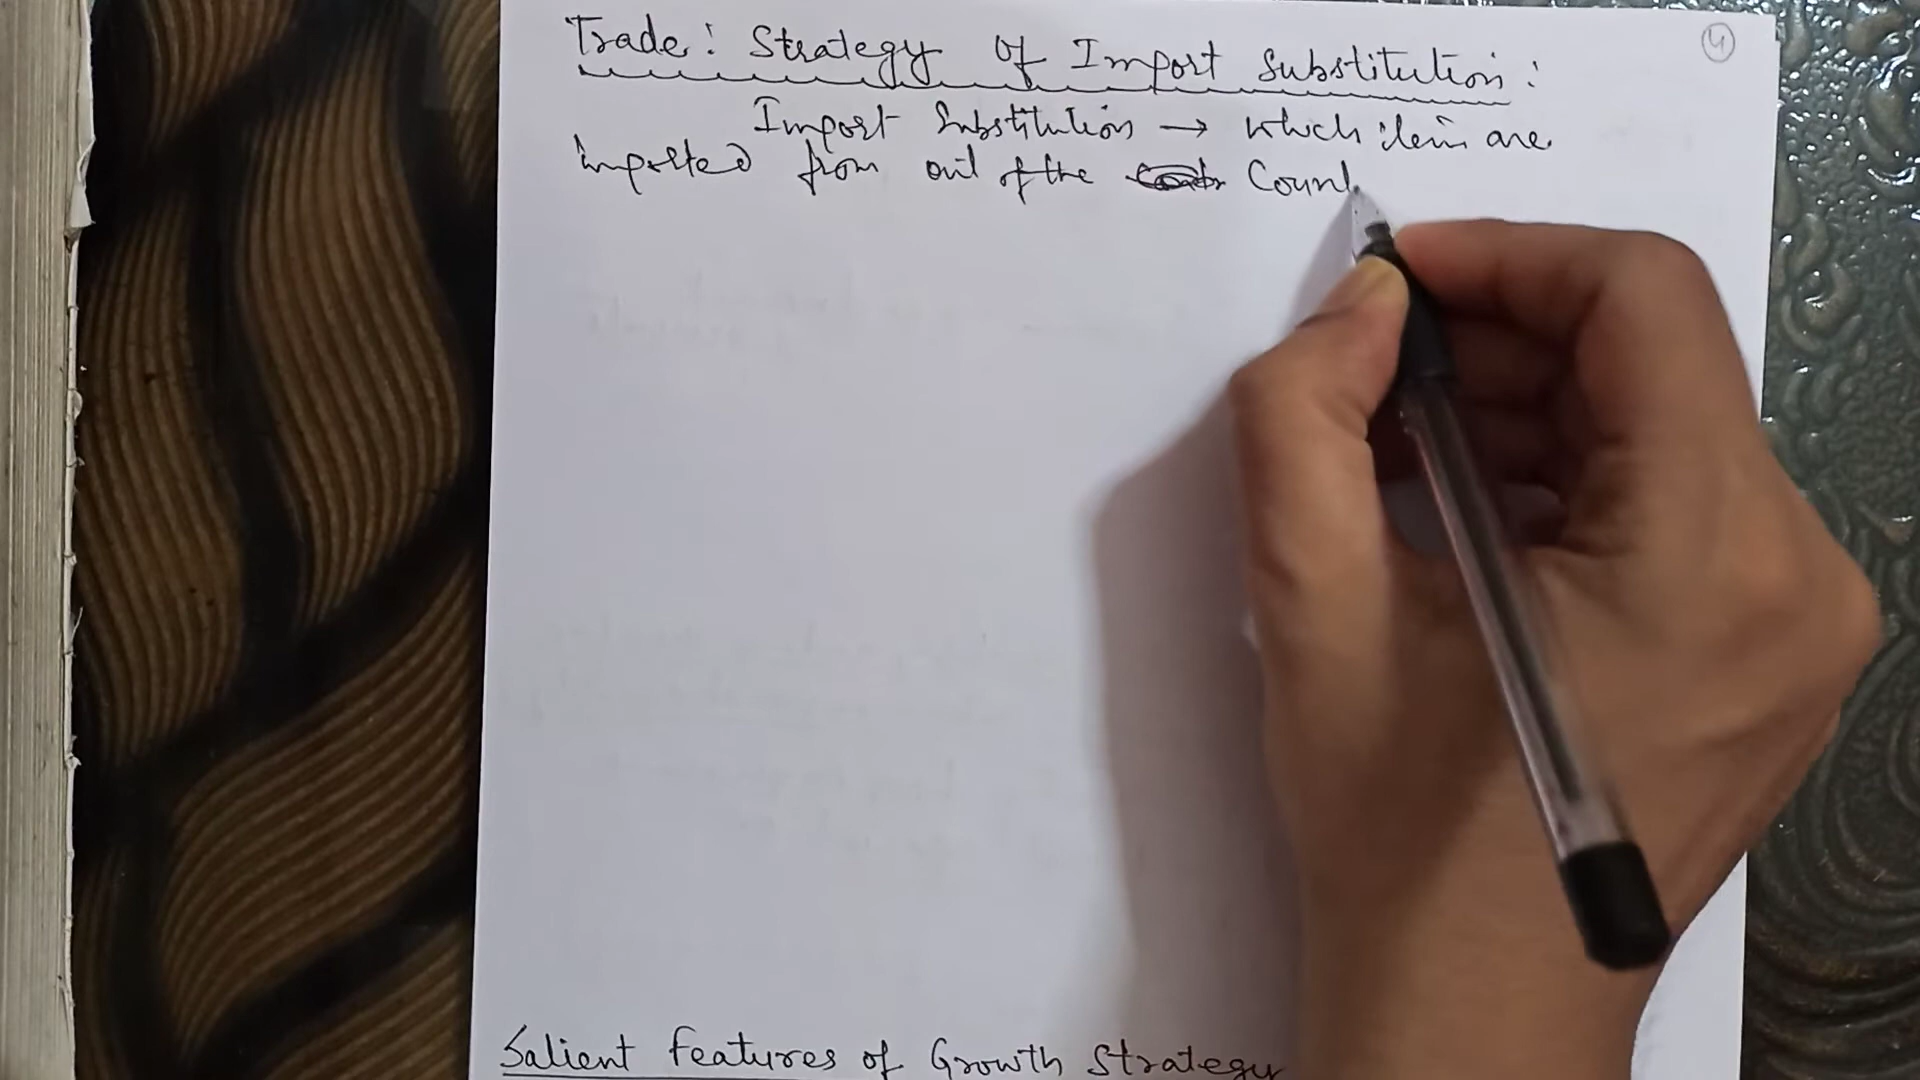 Trade: Strategy Of Import Substitution:
4
Import Substitution → which item are
imported from out of the Count
Salient features of Growth Strategy